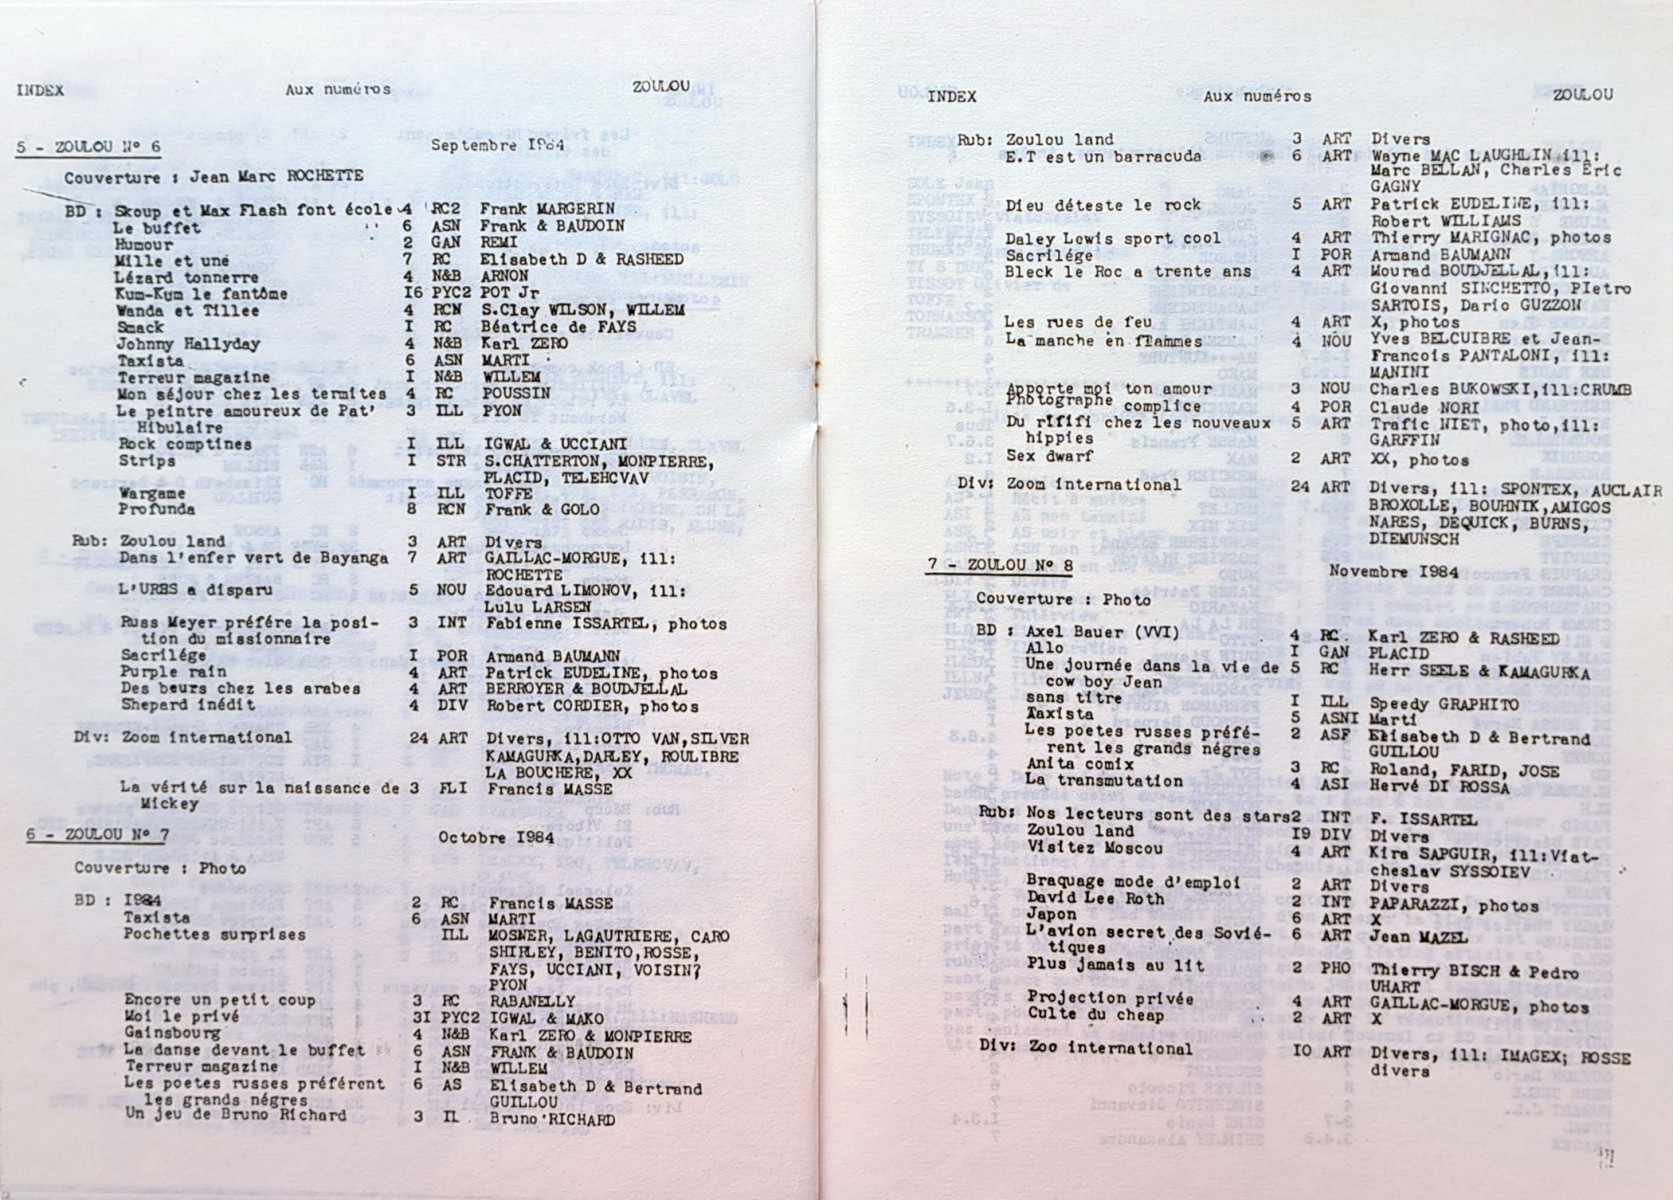 INDEX Aux numéros ZOULOU
5 - ZOULOU Nº 6 Septembre I984
Couverture : Jean Marc ROCHETTE
BD : Skoup et Max Flash font école 4 RC2 Frank MARGERIN
Le buffet 6 ASN Frank & BAUDOIN
Humour 2 GAN REMI
Mille et une 7 RC Elisabeth D & RASHEED
Lézard tonnerre 4 N&B ARNON
Kum-Kum le fantôme I6 PYC2 POT Jr
Wanda et Tillee 4 RCN S.Clay WILSON, WILLEM
Smack I RC Béatrice de FAYS
Johnny Hallyday 4 N&B Karl ZERO
Taxista 6 ASN MARTI
Terreur magazine I N&B WILLEM
Mon séjour chez les termites 4 RC POUSSIN
Le peintre amoureux de Pat' 3 ILL PYON
Hibulaire
Rock comptines I ILL IGWAL & UCCIANI
Strips I STR S.CHATTERTON, MONPIERRE,
PLACID, TELEHCVAV
Wargame I ILL TOFFE
Profunda 8 RCN Frank & GOLO
Rub: Zoulou land 3 ART Divers
Dans l'enfer vert de Bayanga 7 ART GAILLAC-MORGUE, ill:
ROCHETTE
L'URBS a disparu 5 NOU Edouard LIMONOV, ill:
Lulu LARSEN
Russ Meyer préfére la posi- 3 INT Fabienne ISSARTEL, photos
tion du missionnaire
Sacrilége I POR Armand BAUMANN
Purple rain 4 ART Patrick EUDELINE, photos
Des beurs chez les arabes 4 ART BERROYER & BOUDJELLAL
Shepard inédit 4 DIV Robert CORDIER, photos
Div: Zoom international 24 ART Divers, ill:OTTO VAN,SILVER
KAMAGURKA,DARLEY, ROULIBRE
LA BOUCHERE, XX
La vérité sur la naissance de 3 FLI Francis MASSE
Mickey
6 - ZOULOU Nº 7 Octobre I984
Couverture : Photo
BD : I984 2 RC Francis MASSE
Taxista 6 ASN MARTI
Pochettes surprises ILL MOSNER, LAGAUTRIERE, CARO
SHIRLEY, BENITO,ROSSE,
FAYS, UCCIANI, VOISIN?
PYON
Encore un petit coup 3 RC RABANELLY
Moi le privé 3I PYC2 IGWAL & MAKO
Gainsbourg 4 N&B Karl ZERO & MONPIERRE
La danse devant le buffet 6 ASN FRANK & BAUDOIN
Terreur magazine I N&B WILLEM
Les poetes russes préférent 6 AS Elisabeth D & Bertrand
les grands négres GUILLOU
Un jeu de Bruno Richard 3 IL Bruno RICHARD
INDEX Aux numéros ZOULOU
Rub: Zoulou land 3 ART Divers
E.T est un barracuda 6 ART Wayne MAC LAUGHLIN ill:
Marc BELLAN, Charles Eric
GAGNY
Dieu déteste le rock 5 ART Patrick EUDELINE, ill:
Robert WILLIAMS
Daley Lewis sport cool 4 ART Thierry MARIGNAC, photos
Sacrilége I POR Armand BAUMANN
Bleck le Roc a trente ans 4 ART Mourad BOUDJELLAL,ill:
Giovanni SINCHETTO, PIetro
SARTOIS, Dario GUZZON
Les rues de feu 4 ART X, photos
La manche en flammes 4 NOU Yves BELCUIBRE et Jean-
Francois PANTALONI, ill:
MANINI
Apporte moi ton amour 3 NOU Charles BUKOWSKI,ill:CRUMB
Photographe complice 4 POR Claude NORI
Du rififi chez les nouveaux 5 ART Trafic NIET, photo,ill:
hippies GARFFIN
Sex dwarf 2 ART XX, photos
Div: Zoom international 24 ART Divers, ill: SPONTEX, AUCLAIR
BROXOLLE, BOUHNIK,AMIGOS
NARES, DEQUICK, BURNS,
DIEMUNSCH
7 - ZOULOU Nº 8 Novembre I984
Couverture : Photo
BD : Axel Bauer (VVI) 4 RC Karl ZERO & RASHEED
Allo I GAN PLACID
Une journée dans la vie de 5 RC Herr SEELE & KAMAGURKA
cow boy Jean
sans titre I ILL Speedy GRAPHITO
Taxista 5 ASNI Marti
Les poetes russes préfé- 2 ASF Elisabeth D & Bertrand
rent les grands négres GUILLOU
Anita comix 3 RC Roland, FARID, JOSE
La transmutation 4 ASI Hervé DI ROSSA
Rub: Nos lecteurs sont des stars2 INT F. ISSARTEL
Zoulou land I9 DIV Divers
Visitez Moscou 4 ART Kira SAPGUIR, ill:Viat-
cheslav SYSSOIEV
Braquage mode d'emploi 2 ART Divers
David Lee Roth 2 INT PAPARAZZI, photos
Japon 6 ART X
L'avion secret des Sovié- 6 ART Jean MAZEL
tiques
Plus jamais au lit 2 PHO Thierry BISCH & Pedro
UHART
Projection privée 4 ART GAILLAC-MORGUE, photos
Culte du cheap 2 ART X
Div: Zoo international IO ART Divers, ill: IMAGEX; ROSSE
divers